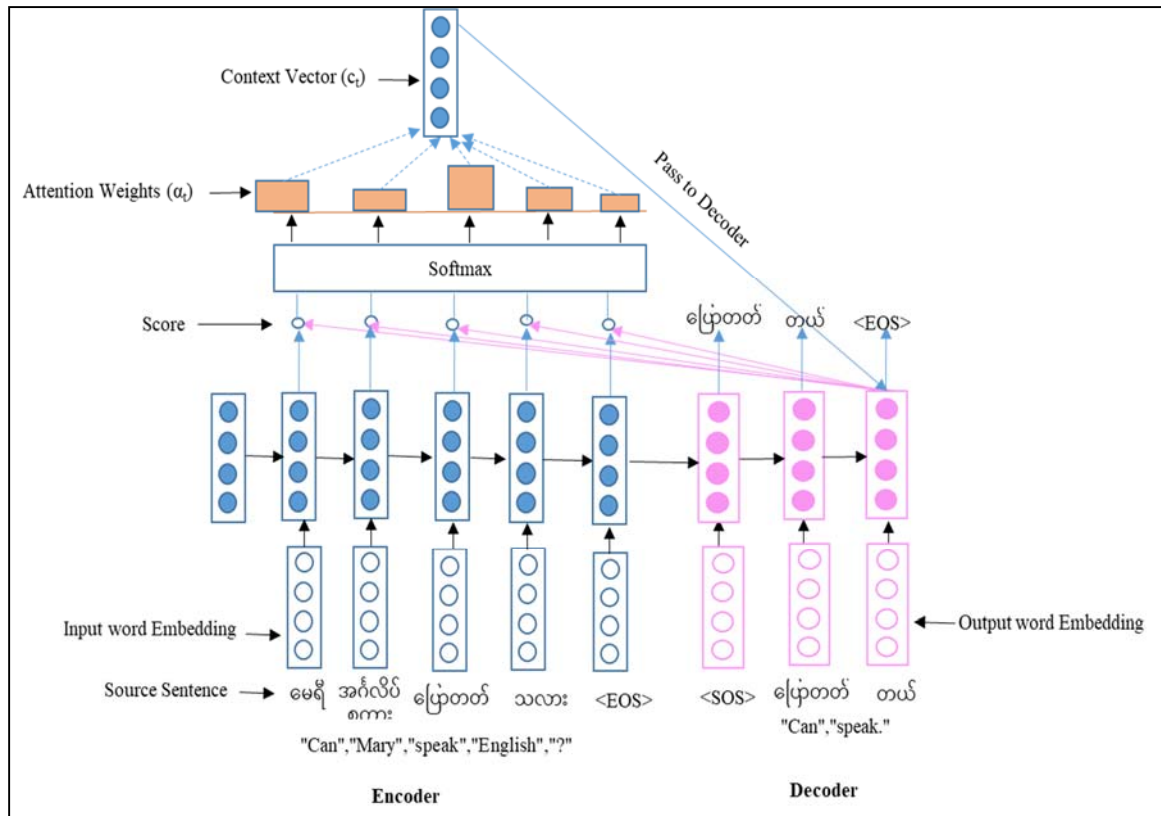 Context Vector (cₜ)
Attention Weights (αₜ)
Pass to Decoder
Softmax
Score
ပြောတတ် တယ် <EOS>
Input word Embedding
Output word Embedding
Source Sentence
မေရီ အင်္ဂလိပ် ပြောတတ် သလား <EOS> <SOS> ပြောတတ် တယ်
စကား
"Can","Mary","speak","English","?"
"Can","speak."
Encoder
Decoder